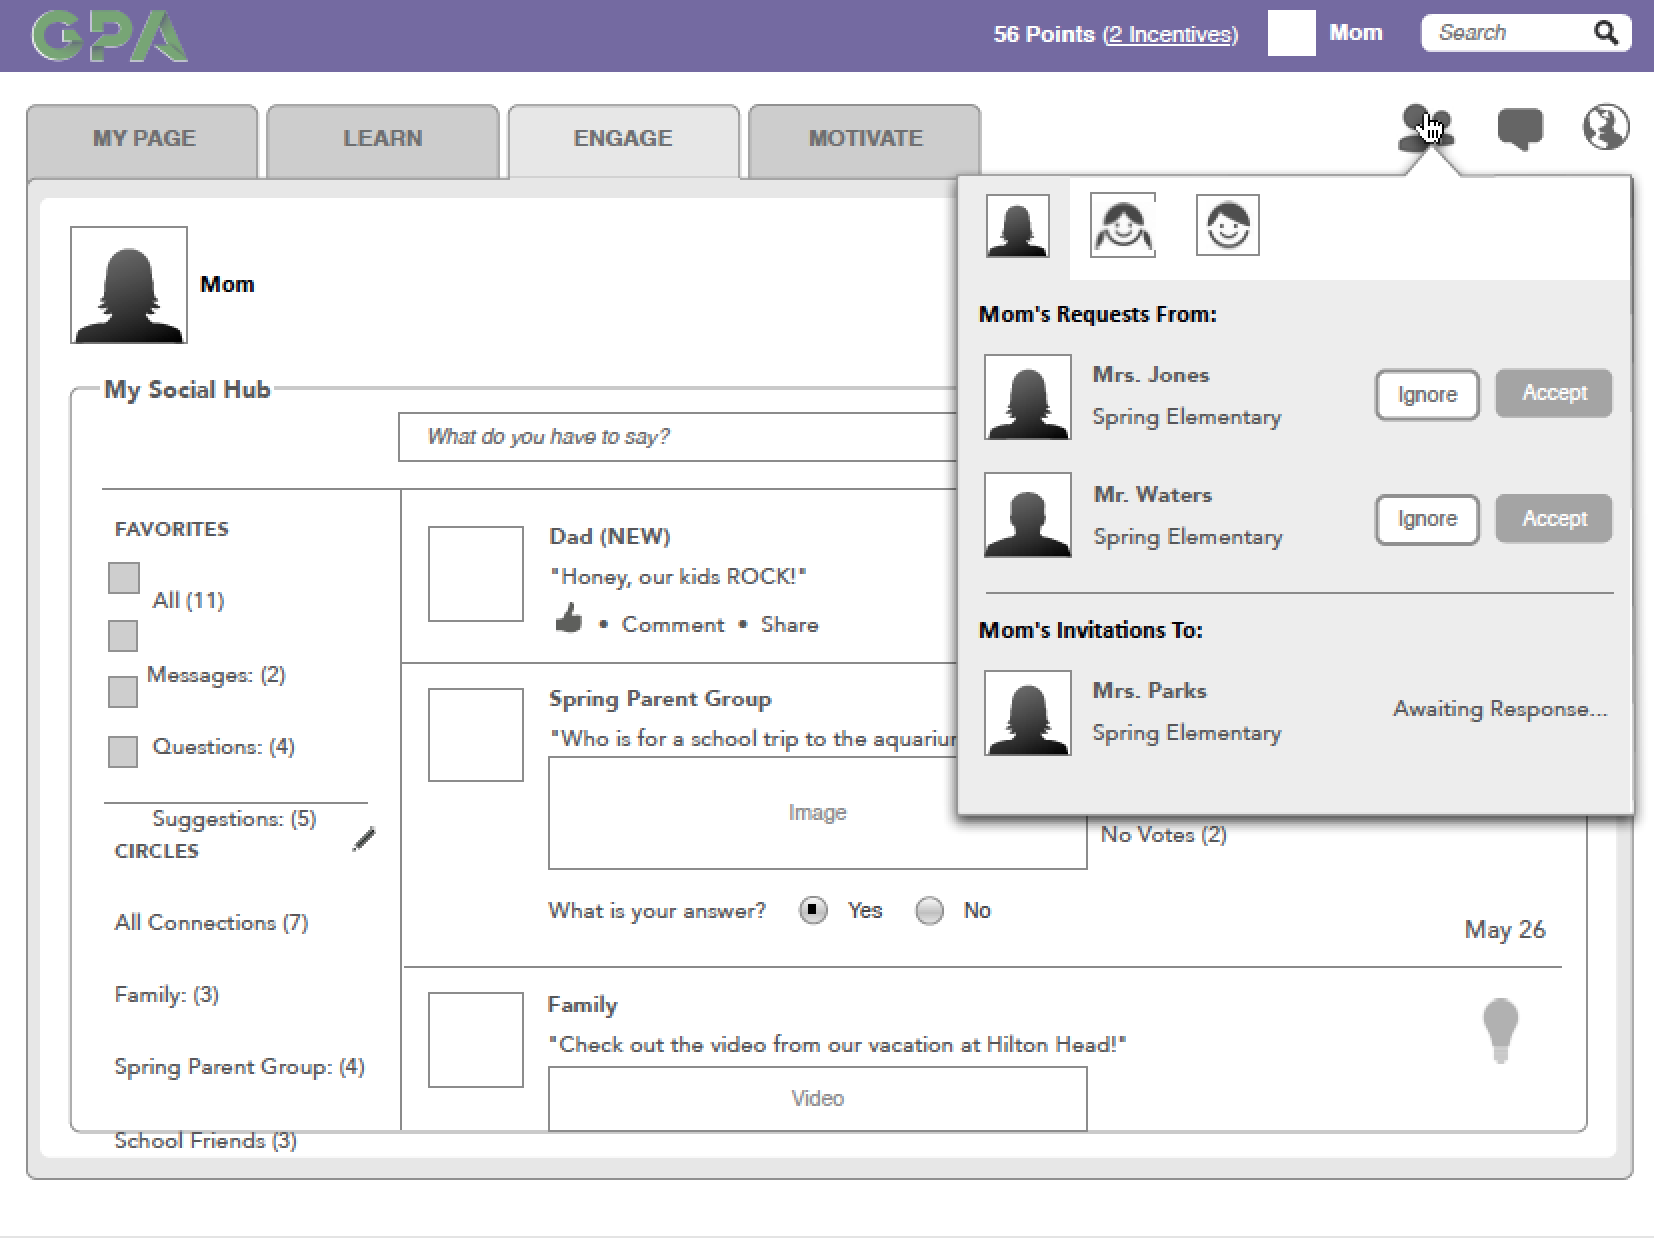 GPA
56 Points (2 Incentives)
Mom
Search
MY PAGE
LEARN
ENGAGE
MOTIVATE
Mom
My Social Hub
What do you have to say?
FAVORITES
All (11)
Messages: (2)
Questions: (4)
Suggestions: (5)
CIRCLES
All Connections (7)
Family: (3)
Spring Parent Group: (4)
School Friends (3)
Dad (NEW)
"Honey, our kids ROCK!"
• Comment • Share
Spring Parent Group
"Who is for a school trip to the
Image
No Votes (2)
What is your answer? Yes No
May 26
Family
"Check out the video from our vacation at Hilton Head!"
Video
Mom's Requests From:
Mrs. Jones
Spring Elementary
Ignore
Accept
Mr. Waters
Spring Elementary
Ignore
Accept
Mom's Invitations To:
Mrs. Parks
Spring Elementary
Awaiting Response...